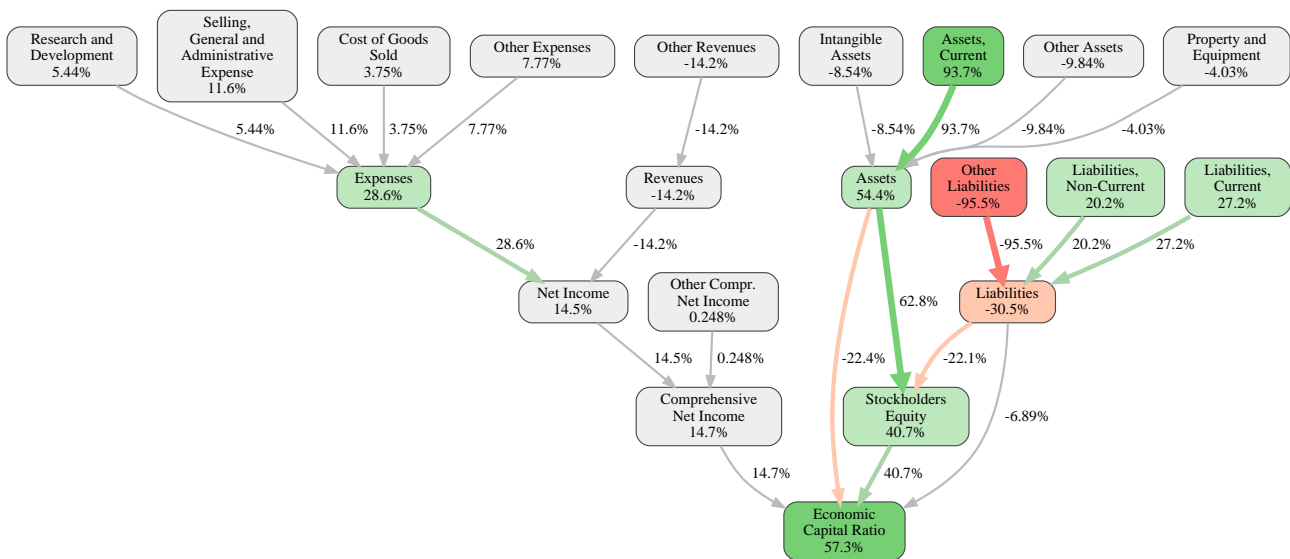 Research and
Development
5.44%
Selling,
General and
Administrative
Expense
11.6%
Cost of Goods
Sold
3.75%
Other Expenses
7.77%
Other Revenues
-14.2%
Intangible
Assets
-8.54%
Assets,
Current
93.7%
Other Assets
-9.84%
Property and
Equipment
-4.03%
5.44%
11.6%
3.75%
7.77%
-14.2%
-8.54%
93.7%
-9.84%
-4.03%
Expenses
28.6%
Revenues
-14.2%
Assets
54.4%
Other
Liabilities
-95.5%
Liabilities,
Non-Current
20.2%
Liabilities,
Current
27.2%
28.6%
-14.2%
-95.5%
20.2%
27.2%
Net Income
14.5%
Other Compr.
Net Income
0.248%
62.8%
Liabilities
-30.5%
14.5%
0.248%
-22.4%
-22.1%
Comprehensive
Net Income
14.7%
Stockholders
Equity
40.7%
-6.89%
14.7%
40.7%
Economic
Capital Ratio
57.3%